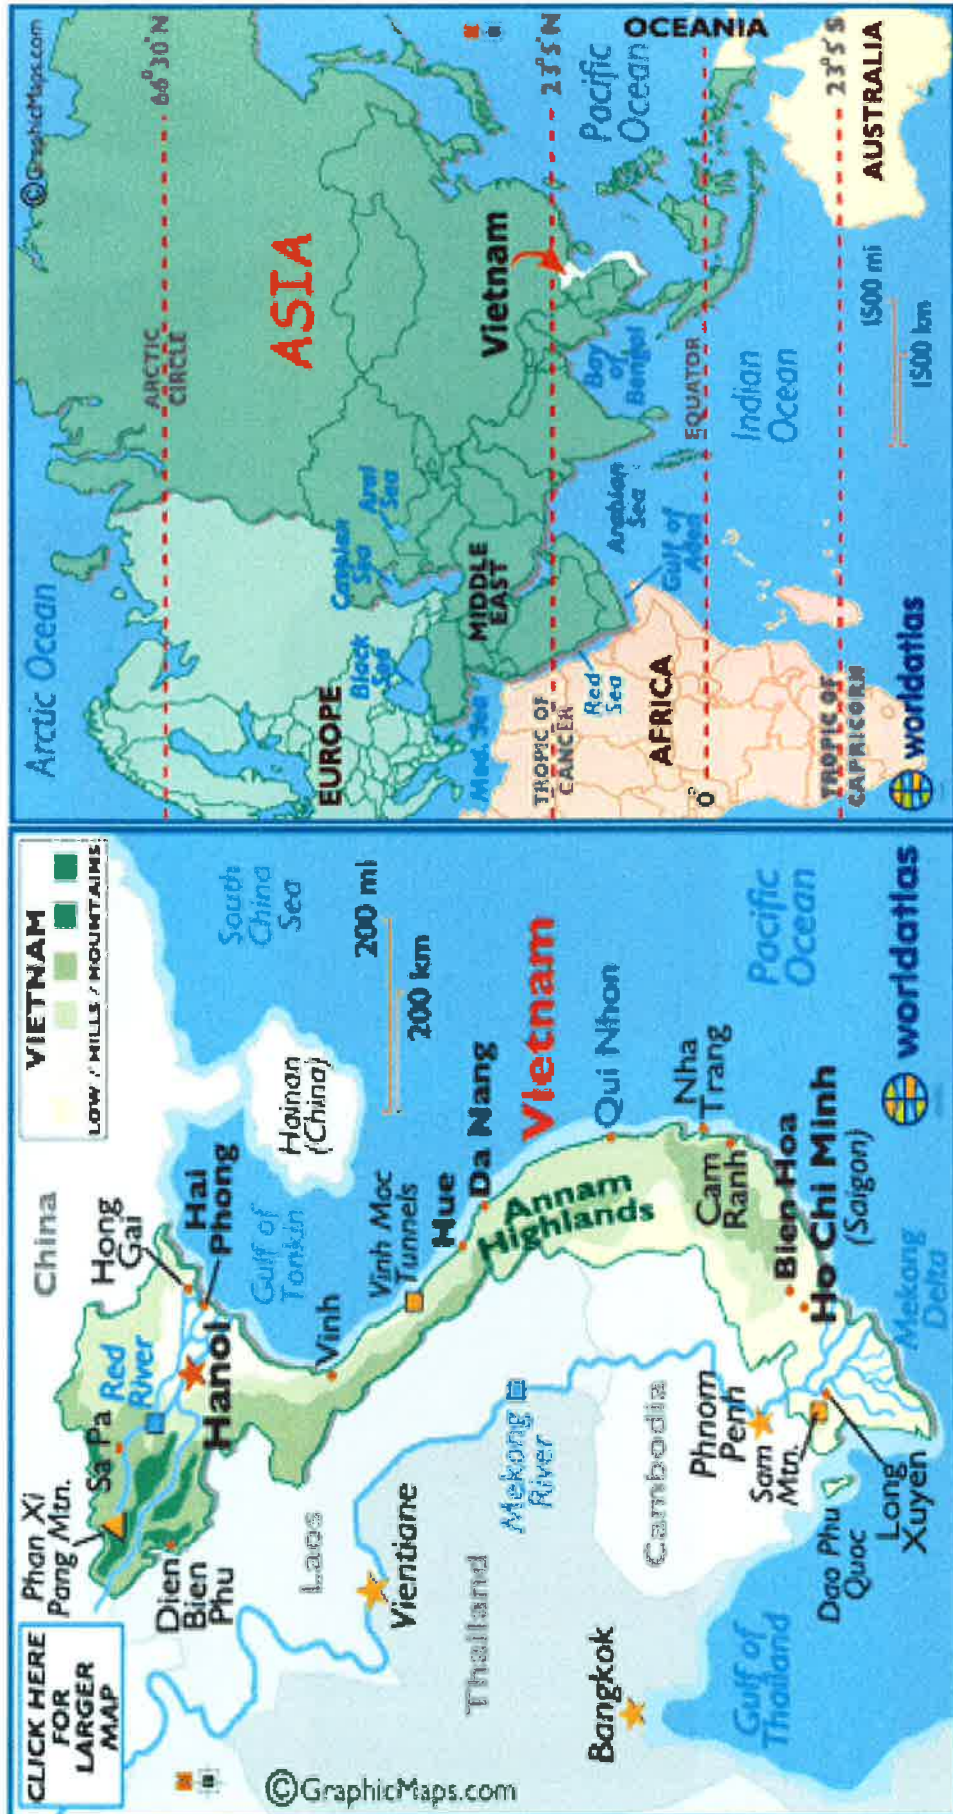 CLICK HERE
FOR
LARGER
MAP
Phan Xi
Pang Mtn.
Sa Pa
Red
River
Hong
Gai
China
VIETNAM
LOW / HILLS / MOUNTAINS
Dien
Bien
Phu
Hanoi
Hai
Phong
Gulf of
Tonkin
Hainan
(China)
South
China
Sea
Laos
Vinh
200 mi
200 km
Vientiane
Vinh Moc
Tunnels
Hue
Da Nang
Thailand
Mekong
River
Annam
Highlands
Vietnam
Qui Nhon
Bangkok
Cambodia
Phnom
Penh
Nha
Trang
Cam
Ranh
Sam
Mtn.
Bien Hoa
Ho Chi Minh
(Saigon)
Pacific
Ocean
Gulf of
Thailand
Dao Phu
Quoc
Long
Xuyen
Mekong
Delta
©GraphicMaps.com
worldatlas
©GraphicMaps.com
Arctic Ocean
ARCTIC
CIRCLE
66°30'N
ASIA
EUROPE
Black
Sea
Caspian
Sea
Aral
Sea
MIDDLE
EAST
Med. Sea
Vietnam
TROPIC OF
CANCER
23°5'N
Red
Sea
Arabian
Sea
Bay
of
Bengal
Pacific
Ocean
AFRICA
Gulf of
Aden
0°
EQUATOR
OCEANIA
Indian
Ocean
TROPIC OF
CAPRICORN
23°5'S
AUSTRALIA
1500 mi
1500 km
worldatlas